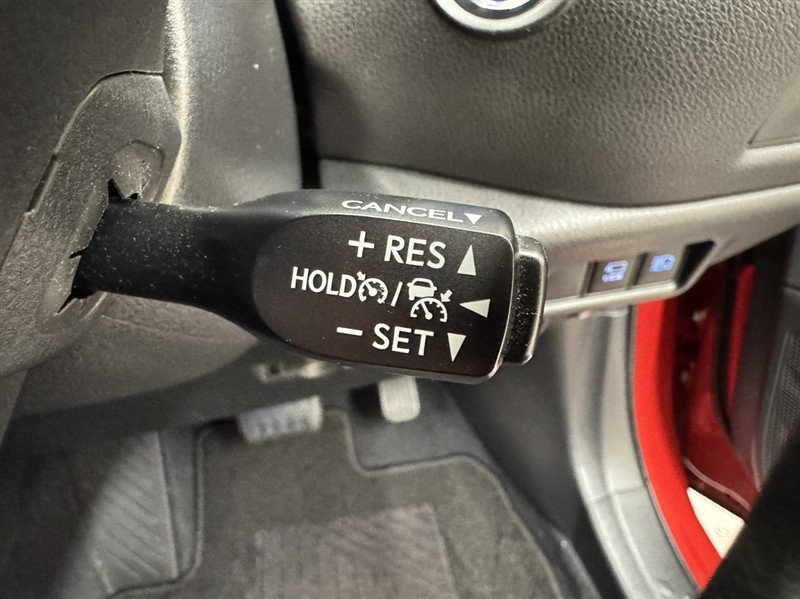 CANCEL▼
+ RES ▲
HOLD / ◀
− SET ▼